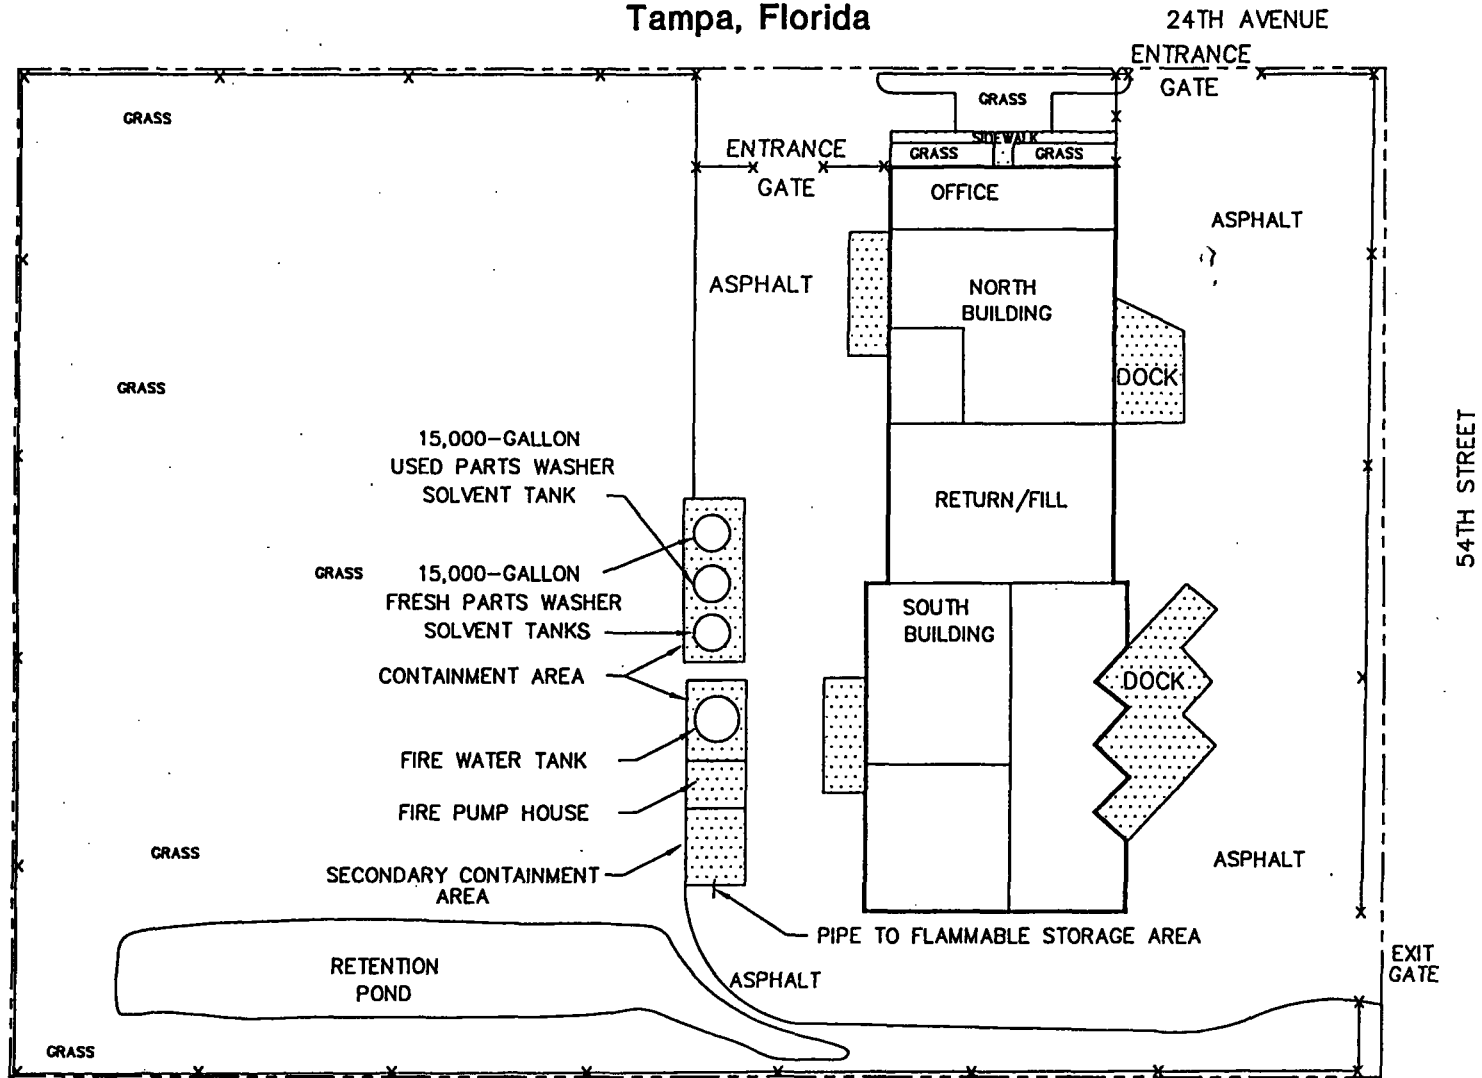 Tampa, Florida
24TH AVENUE
ENTRANCE
GATE
GRASS
GRASS
SIDEWALK
ENTRANCE
GATE
GRASS
GRASS
OFFICE
ASPHALT
ASPHALT
NORTH
BUILDING
DOCK
GRASS
15,000-GALLON
USED PARTS WASHER
SOLVENT TANK
RETURN/FILL
54TH STREET
GRASS
15,000-GALLON
FRESH PARTS WASHER
SOLVENT TANKS
SOUTH
BUILDING
CONTAINMENT AREA
DOCK
FIRE WATER TANK
FIRE PUMP HOUSE
GRASS
ASPHALT
SECONDARY CONTAINMENT
AREA
PIPE TO FLAMMABLE STORAGE AREA
EXIT
GATE
RETENTION
POND
ASPHALT
GRASS